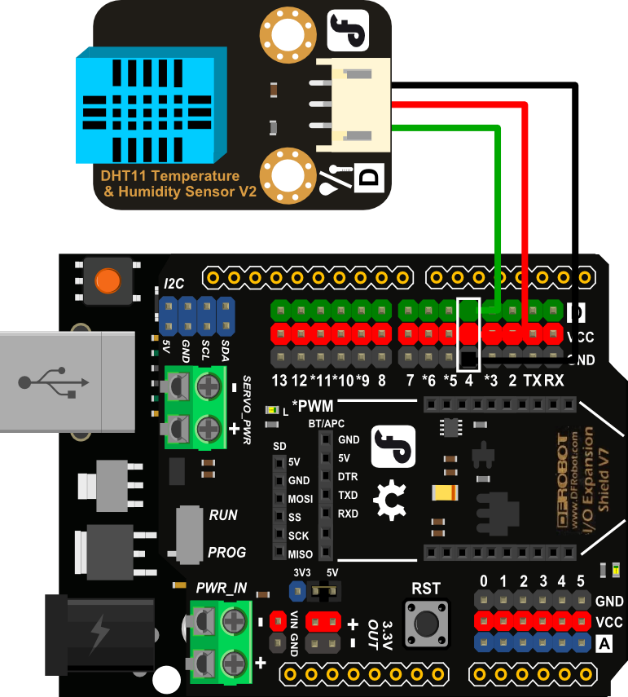 DHT11 Temperature
& Humidity Sensor V2
D
I2C
5V
GND
SCL
SDA
D
VCC
GND
13 12 *11 *10 *9 8 7 *6 *5 4 *3 2 TX RX
- SERVO_PWR +
*PWM
L
BT/APC
GND
5V
DTR
TXD
RXD
SD
5V
GND
MOSI
SS
SCK
MISO
DFROBOT
www.DFRobot.com
I/O Expansion
Shield V7
RUN
PROG
PWR_IN
-
+
3V3 5V
VIN GND
+
-
3.3V
OUT
RST
0 1 2 3 4 5
GND
VCC
A